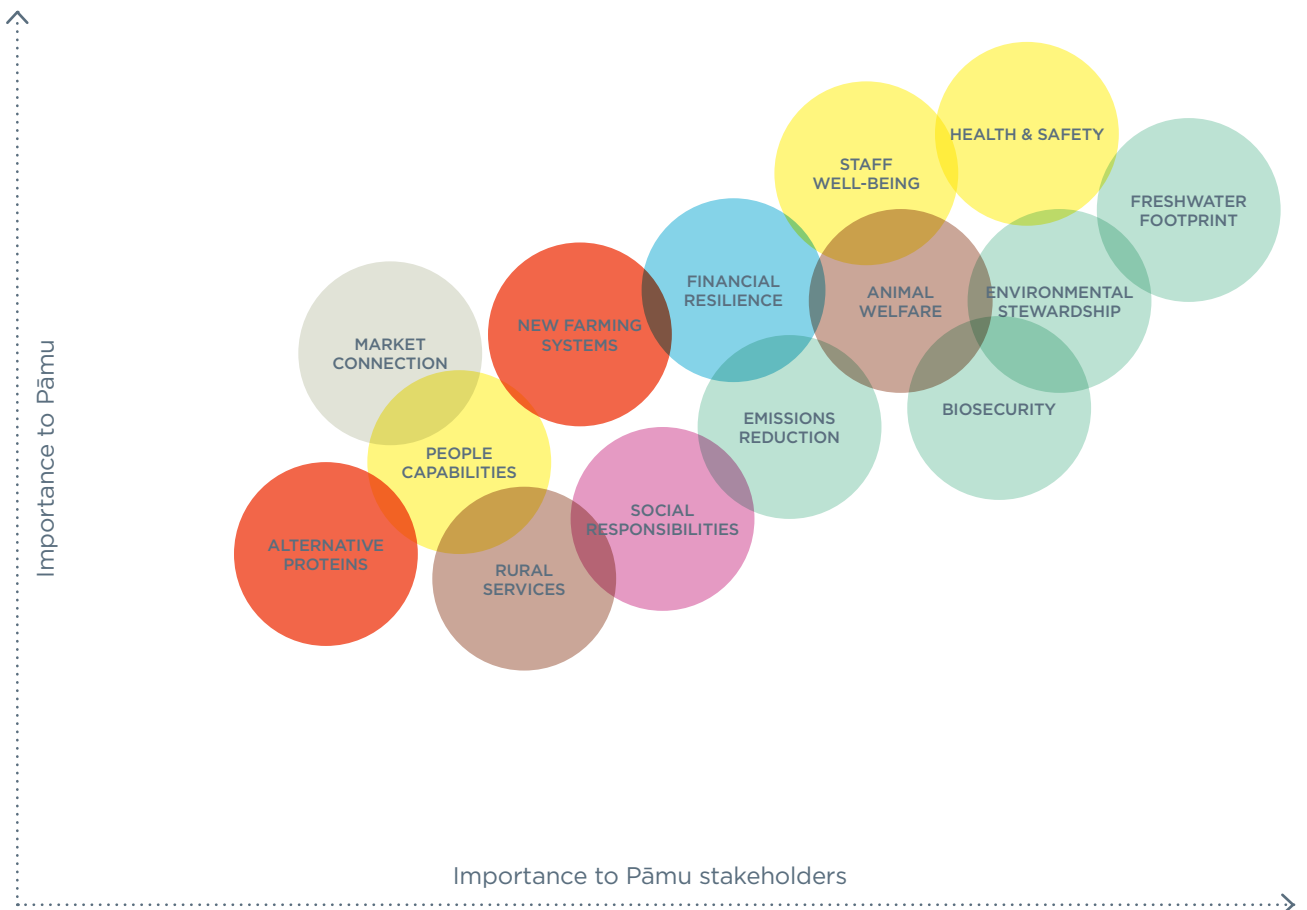 HEALTH & SAFETY
STAFF
WELL-BEING
FRESHWATER
FOOTPRINT
FINANCIAL
RESILIENCE
ANIMAL
WELFARE
ENVIRONMENTAL
STEWARDSHIP
NEW FARMING
SYSTEMS
MARKET
CONNECTION
BIOSECURITY
EMISSIONS
REDUCTION
PEOPLE
CAPABILITIES
SOCIAL
RESPONSIBILITIES
ALTERNATIVE
PROTEINS
RURAL
SERVICES
Importance to Pāmu
Importance to Pāmu stakeholders